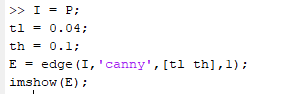 >> I = P;
tl = 0.04;
th = 0.1;
E = edge(I,'canny',[tl th],1);
imshow(E);